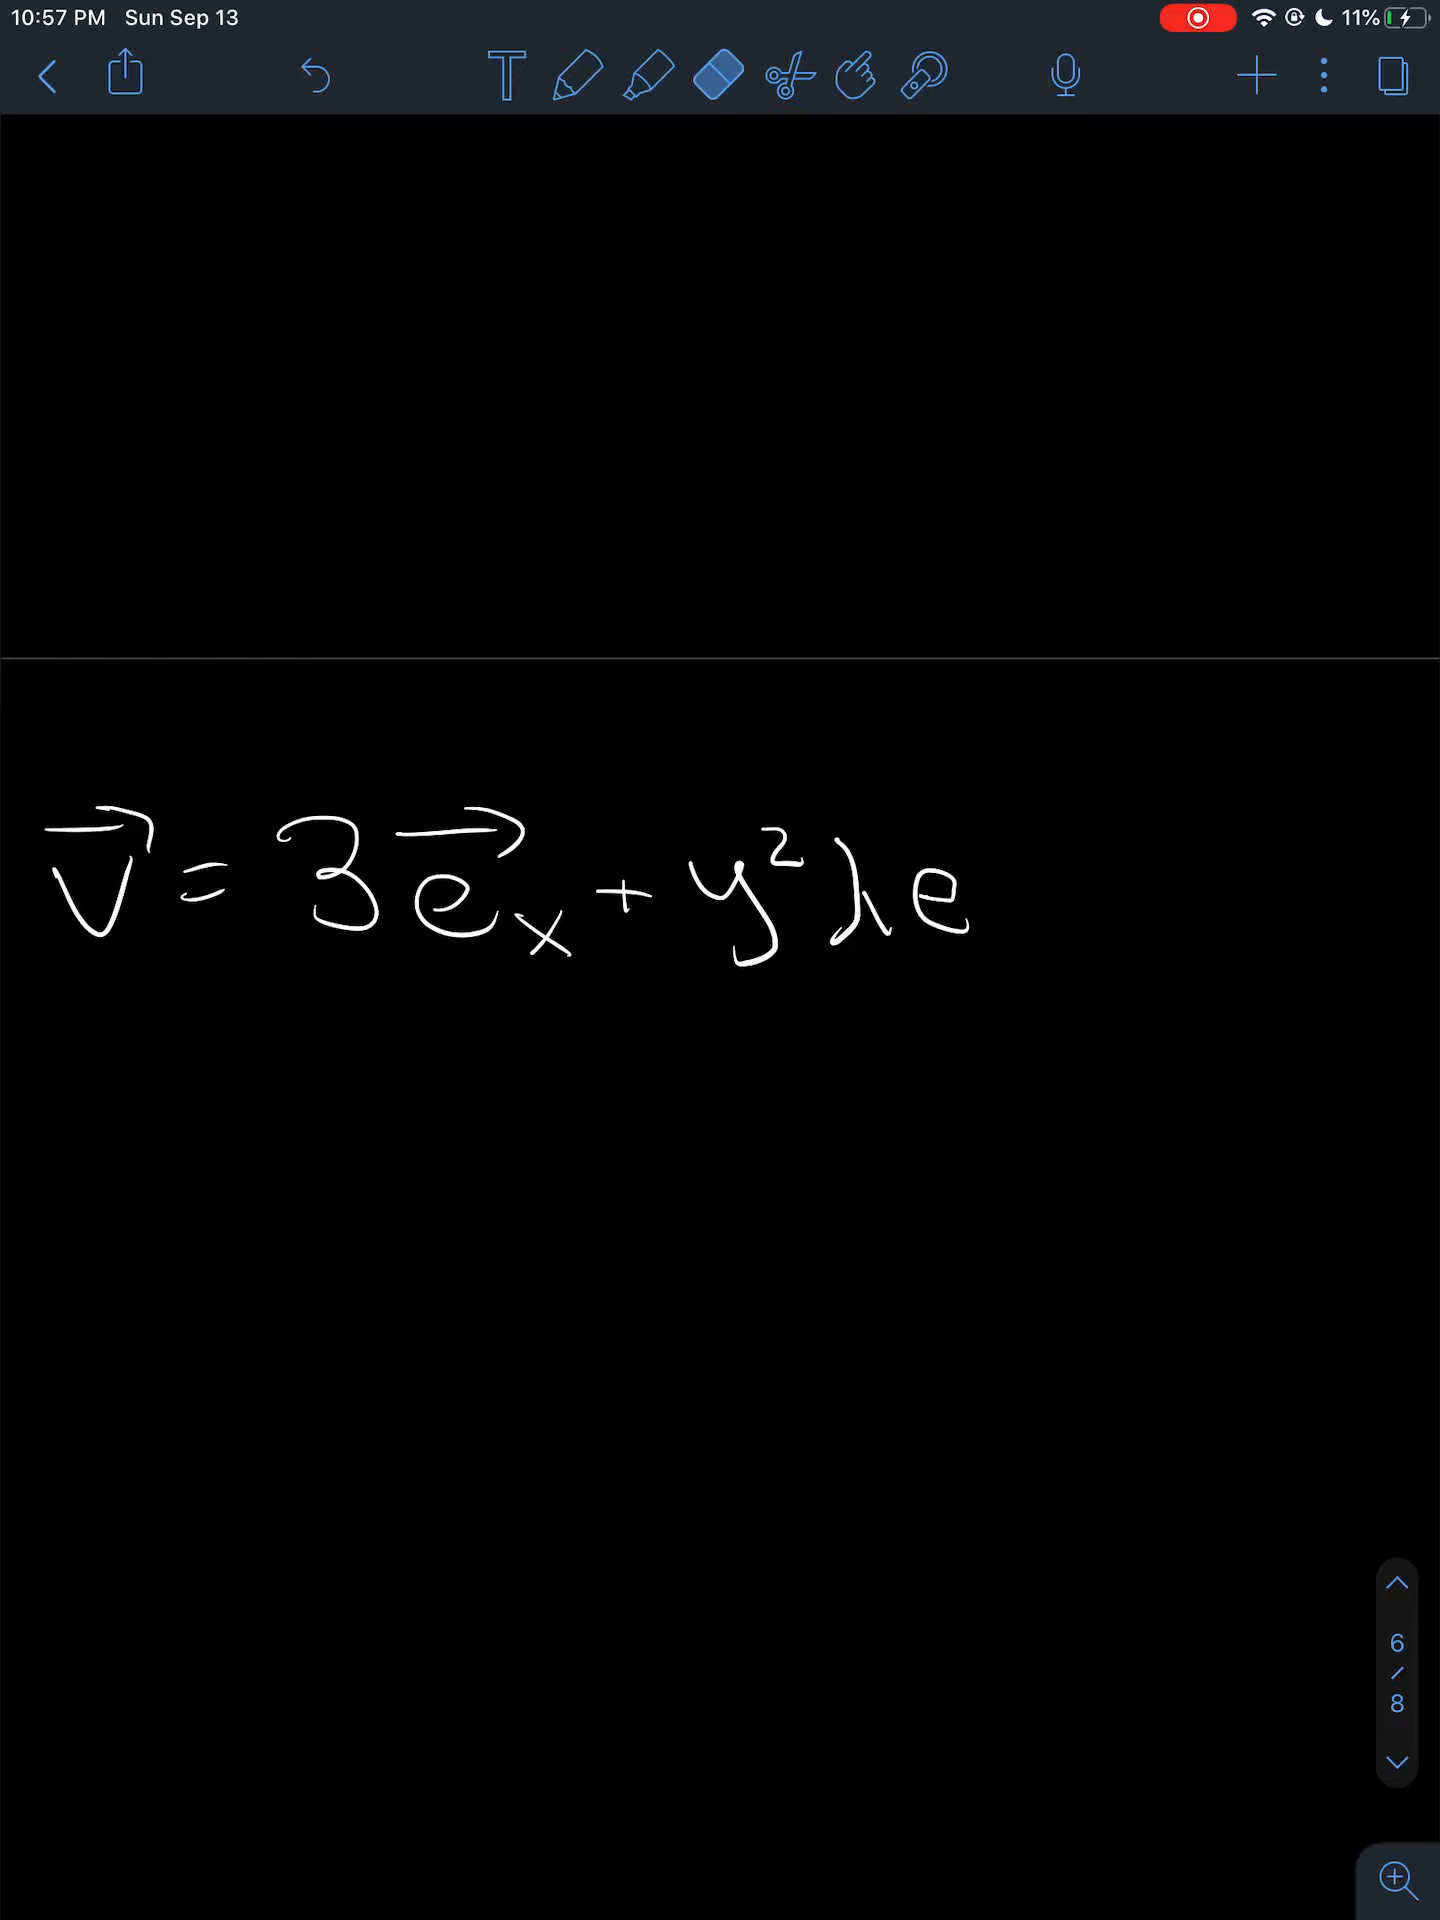 10:57 PM Sun Sep 13 11%
T
v⃗ = 3e⃗ₓ + y²λe
6
/
8